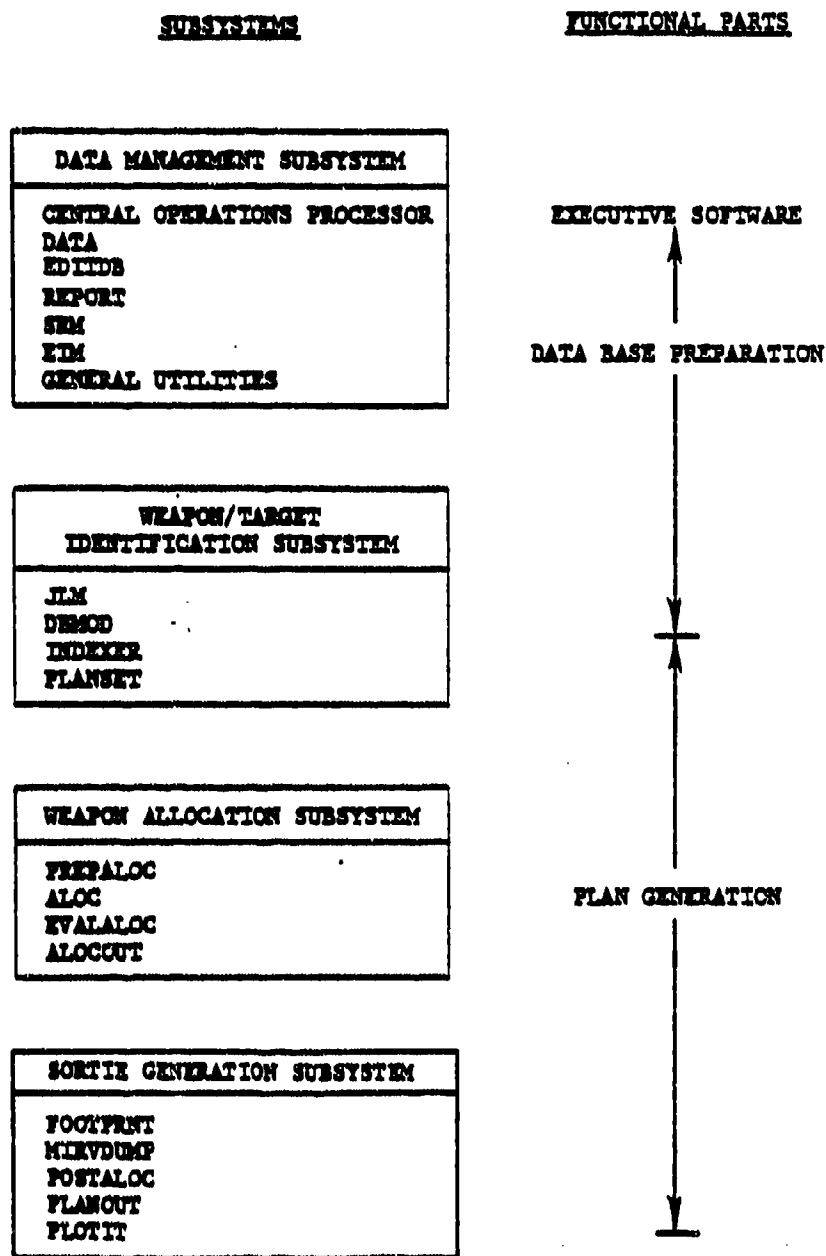 SUBSYSTEMS
FUNCTIONAL PARTS
DATA MANAGEMENT SUBSYSTEM
CENTRAL OPERATIONS PROCESSOR
DATA
EDITDB
REPORT
SEM
EIM
GENERAL UTILITIES
EXECUTIVE SOFTWARE
DATA BASE PREPARATION
WEAPON/TARGET
IDENTIFICATION SUBSYSTEM
JLM
DEMOD
INDEXER
PLANSET
WEAPON ALLOCATION SUBSYSTEM
PREPALOC
ALOC
EVALALOC
ALOCOUT
PLAN GENERATION
SORTIE GENERATION SUBSYSTEM
FOOTPRNT
MIRVDUMP
POSTALOC
PLANOUT
PLOTIT